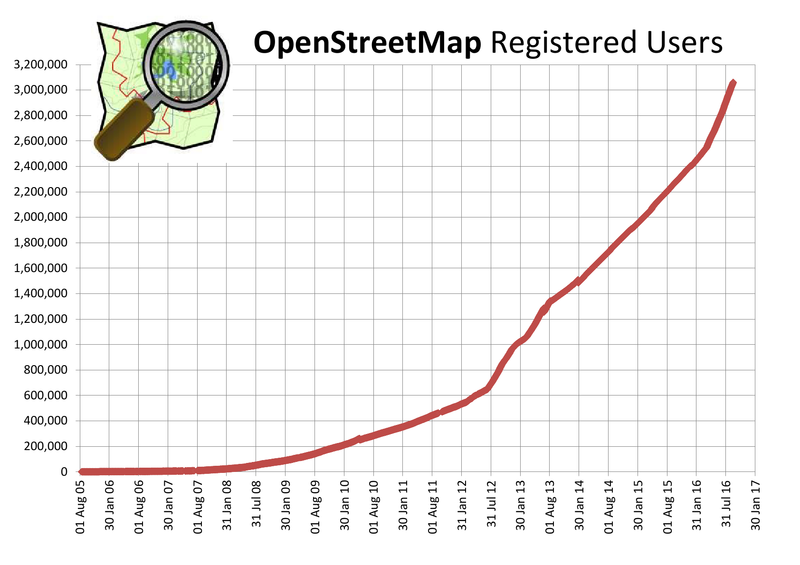 OpenStreetMap Registered Users
3,200,000
3,000,000
2,800,000
2,600,000
2,400,000
2,200,000
2,000,000
1,800,000
1,600,000
1,400,000
1,200,000
1,000,000
800,000
600,000
400,000
200,000
0
01 Aug 05
30 Jan 06
01 Aug 06
30 Jan 07
01 Aug 07
31 Jan 08
31 Jul 08
30 Jan 09
01 Aug 09
30 Jan 10
01 Aug 10
30 Jan 11
01 Aug 11
31 Jan 12
31 Jul 12
30 Jan 13
01 Aug 13
31 Jan 14
01 Aug 14
30 Jan 15
01 Aug 15
31 Jan 16
31 Jul 16
30 Jan 17